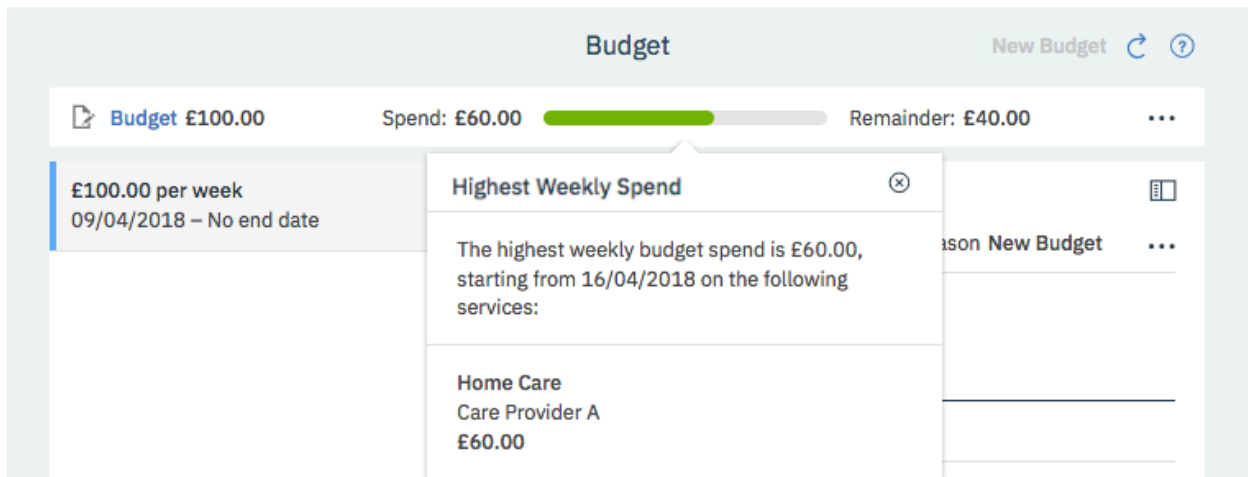 Budget
New Budget
Budget £100.00 Spend: £60.00 Remainder: £40.00
£100.00 per week
09/04/2018 – No end date
Highest Weekly Spend
The highest weekly budget spend is £60.00,
starting from 16/04/2018 on the following
services:
New Budget
Home Care
Care Provider A
£60.00